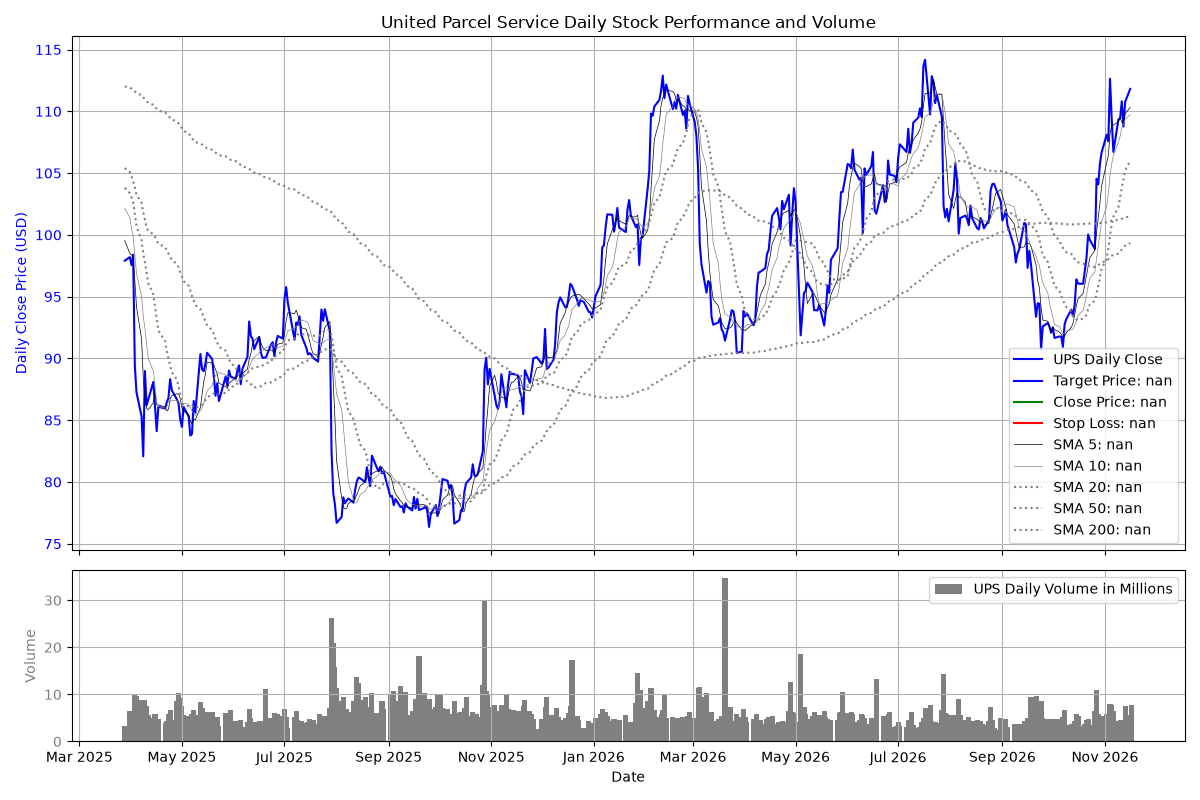 United Parcel Service Daily Stock Performance and Volume
115
110
105
100
95
90
85
80
75
Daily Close Price (USD)
UPS Daily Close
Target Price: nan
Close Price: nan
Stop Loss: nan
SMA 5: nan
SMA 10: nan
SMA 20: nan
SMA 50: nan
SMA 200: nan
30
20
10
0
Volume
UPS Daily Volume in Millions
Mar 2025 May 2025 Jul 2025 Sep 2025 Nov 2025 Jan 2026 Mar 2026 May 2026 Jul 2026 Sep 2026 Nov 2026
Date